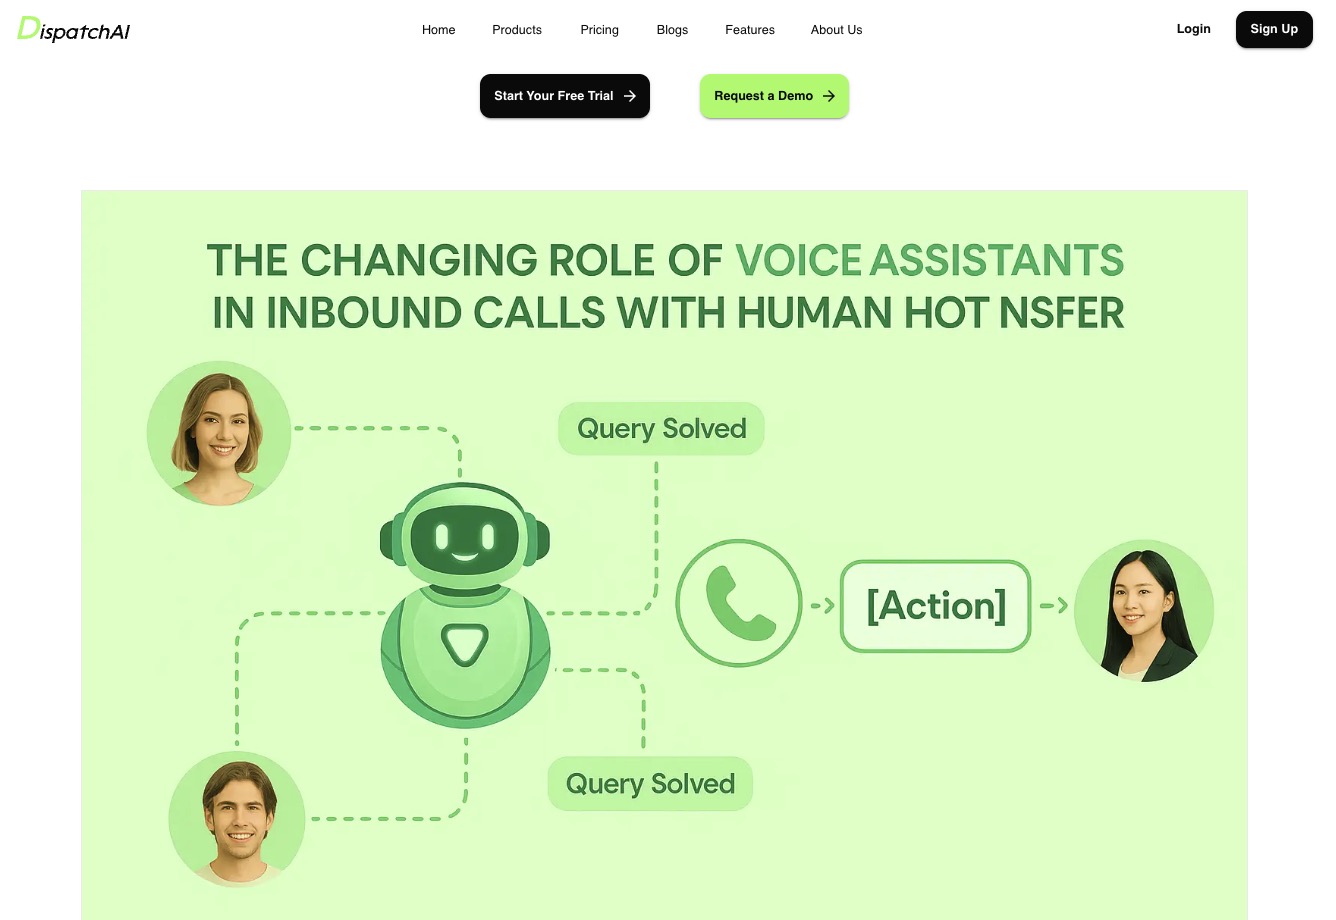 DispatchAI
Home Products Pricing Blogs Features About Us
Login Sign Up
Start Your Free Trial Request a Demo
THE CHANGING ROLE OF VOICE ASSISTANTS
IN INBOUND CALLS WITH HUMAN HOT NSFER
Query Solved
[Action]
Query Solved